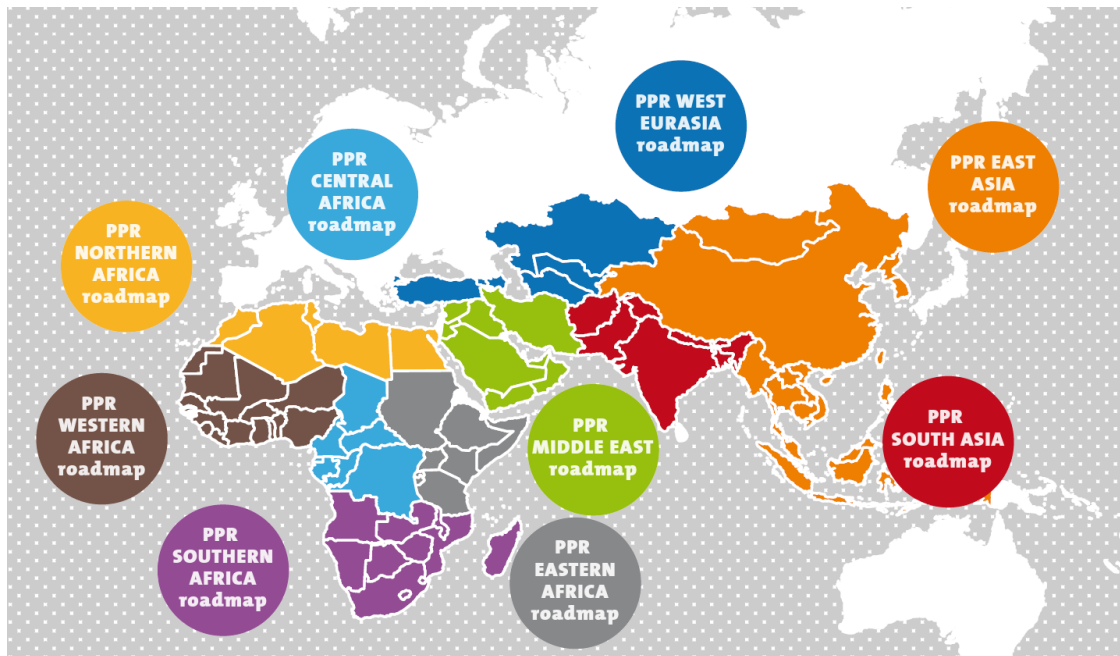 PPR WEST
EURASIA
roadmap
PPR EAST
ASIA
roadmap
PPR
CENTRAL
AFRICA
roadmap
PPR
NORTHERN
AFRICA
roadmap
PPR
WESTERN
AFRICA
roadmap
PPR
MIDDLE EAST
roadmap
PPR
SOUTH ASIA
roadmap
PPR
SOUTHERN
AFRICA
roadmap
PPR
EASTERN
AFRICA
roadmap